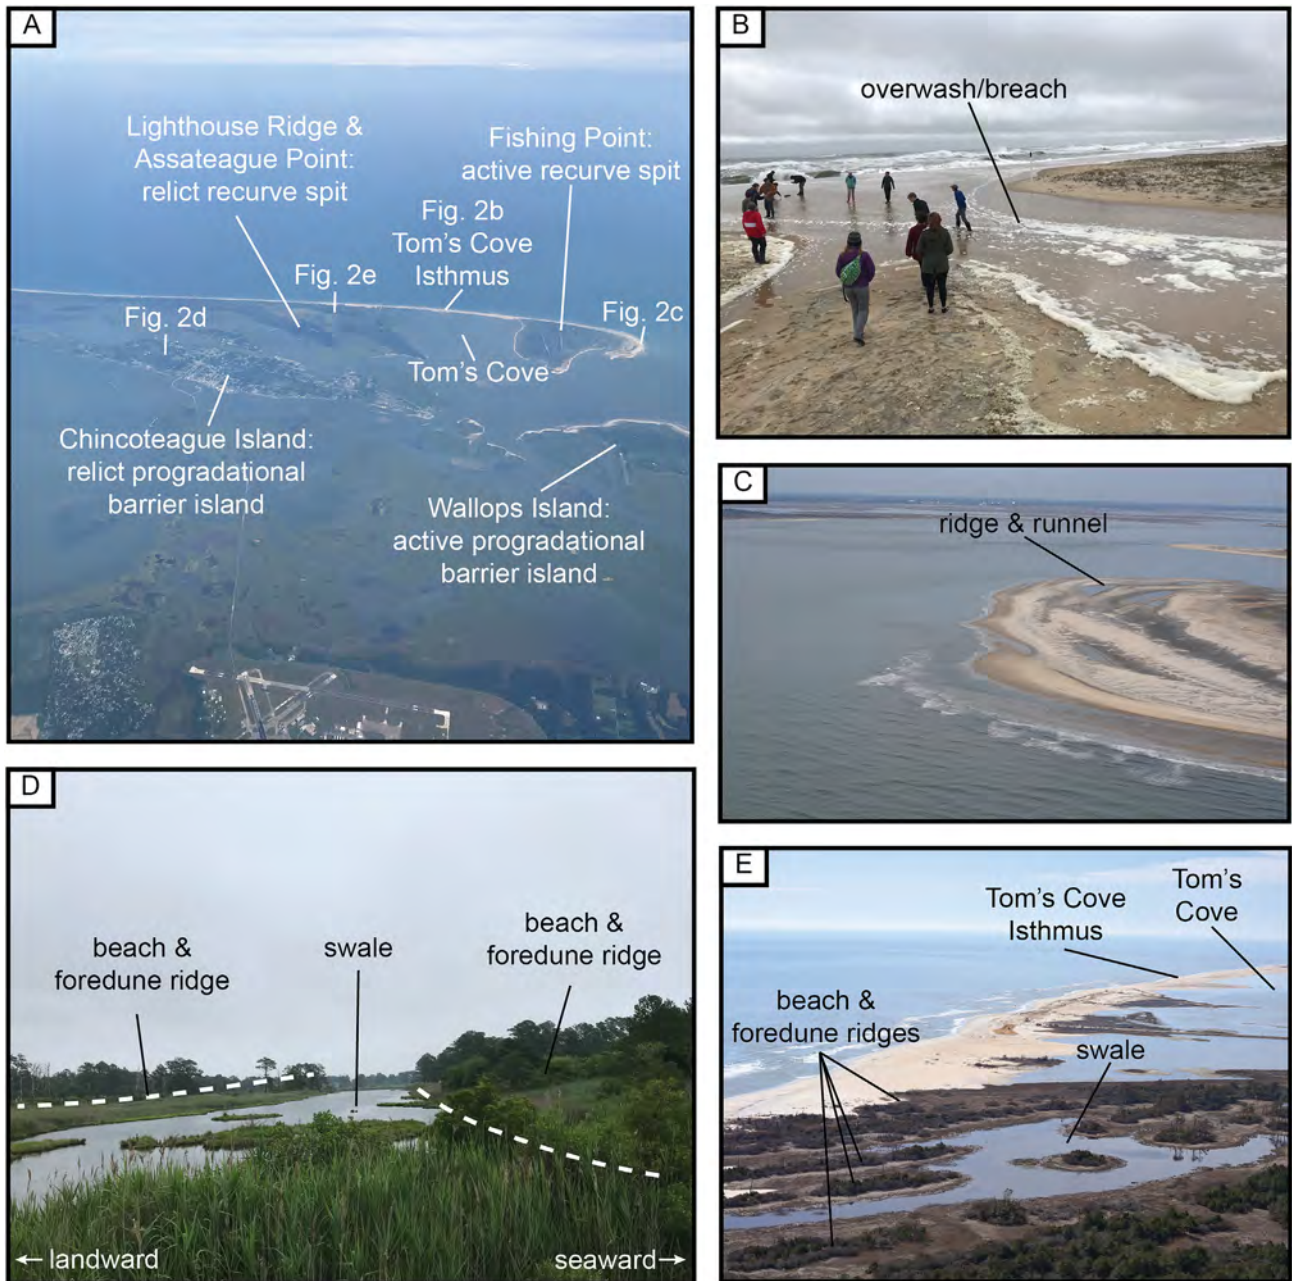 A
Lighthouse Ridge &
Assateague Point:
relict recurve spit
Fishing Point:
active recurve spit
Fig. 2b
Tom's Cove
Isthmus
Fig. 2e
Fig. 2d
Fig. 2c
Tom's Cove
Chincoteague Island:
relict progradational
barrier island
Wallops Island:
active progradational
barrier island
B
overwash/breach
C
ridge & runnel
D
beach &
foredune ridge
swale
beach &
foredune ridge
← landward
seaward →
E
Tom's Cove
Isthmus
Tom's
Cove
beach &
foredune ridges
swale